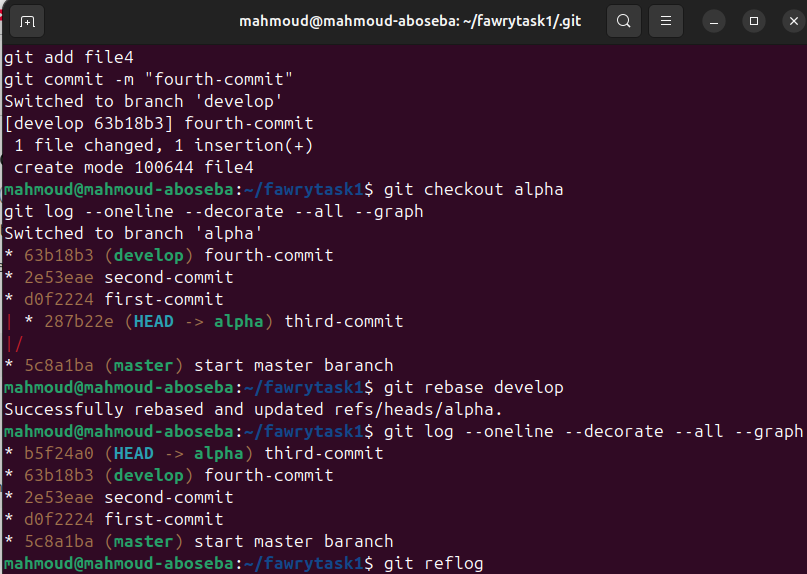 mahmoud@mahmoud-aboseba: ~/fawrytask1/.git
git add file4
git commit -m "fourth-commit"
Switched to branch 'develop'
[develop 63b18b3] fourth-commit
 1 file changed, 1 insertion(+)
 create mode 100644 file4
mahmoud@mahmoud-aboseba:~/fawrytask1$ git checkout alpha
git log --oneline --decorate --all --graph
Switched to branch 'alpha'
* 63b18b3 (develop) fourth-commit
* 2e53eae second-commit
* d0f2224 first-commit
| * 287b22e (HEAD -> alpha) third-commit
|/
* 5c8a1ba (master) start master baranch
mahmoud@mahmoud-aboseba:~/fawrytask1$ git rebase develop
Successfully rebased and updated refs/heads/alpha.
mahmoud@mahmoud-aboseba:~/fawrytask1$ git log --oneline --decorate --all --graph
* b5f24a0 (HEAD -> alpha) third-commit
* 63b18b3 (develop) fourth-commit
* 2e53eae second-commit
* d0f2224 first-commit
* 5c8a1ba (master) start master baranch
mahmoud@mahmoud-aboseba:~/fawrytask1$ git reflog